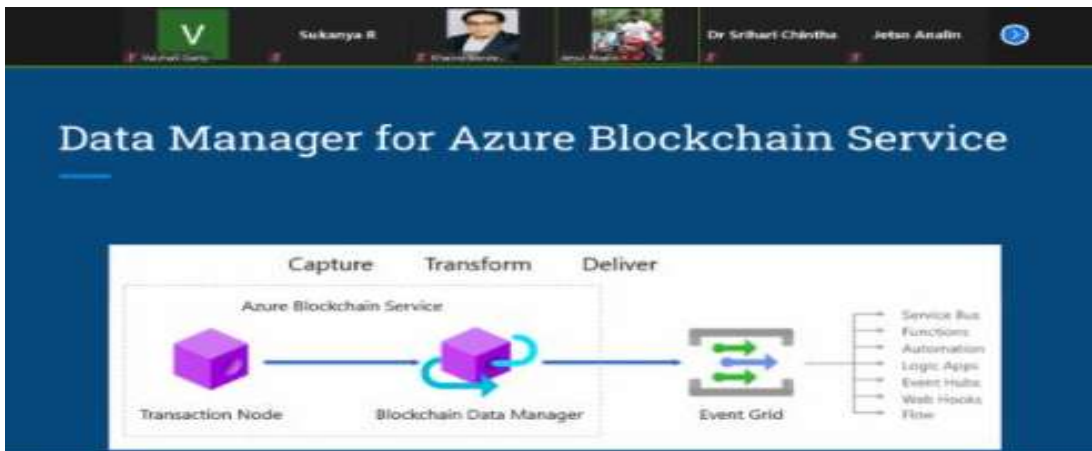 V
Sukanya R
Dr Srihari Chintha
Jetso Analin
Data Manager for Azure Blockchain Service
Capture Transform Deliver
Azure Blockchain Service
Transaction Node
Blockchain Data Manager
Event Grid
Service Bus
Functions
Automation
Logic Apps
Event Hubs
Web Hooks
Flow